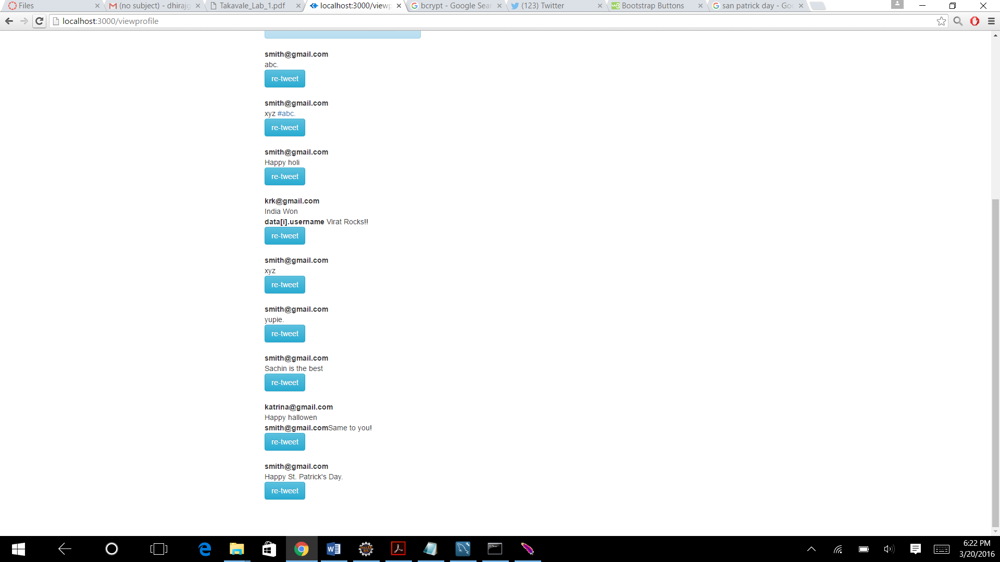 Files
(no subject) - dhirajg
Takavale_Lab_1.pdf
localhost:3000/viewp
bcrypt - Google Sear
(123) Twitter
Bootstrap Buttons
san patrick day - Goo
localhost:3000/viewprofile
smith@gmail.com
abc.
re-tweet
smith@gmail.com
xyz #abc.
re-tweet
smith@gmail.com
Happy holi
re-tweet
krk@gmail.com
India Won
data[i].username Virat Rocks!!
re-tweet
smith@gmail.com
xyz
re-tweet
smith@gmail.com
yupie.
re-tweet
smith@gmail.com
Sachin is the best
re-tweet
katrina@gmail.com
Happy hallowen
smith@gmail.comSame to you!
re-tweet
smith@gmail.com
Happy St. Patrick's Day.
re-tweet
6:22 PM
3/20/2016